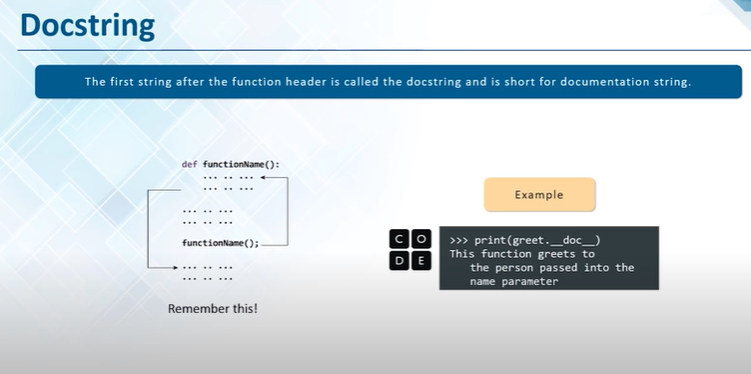 Docstring
The first string after the function header is called the docstring and is short for documentation string.
def functionName():
... .. ...
... .. ...
... .. ...
... .. ...
functionName();
... .. ...
... .. ...
Remember this!
Example
C O
D E
>>> print(greet.__doc__)
This function greets to
the person passed into the
name parameter